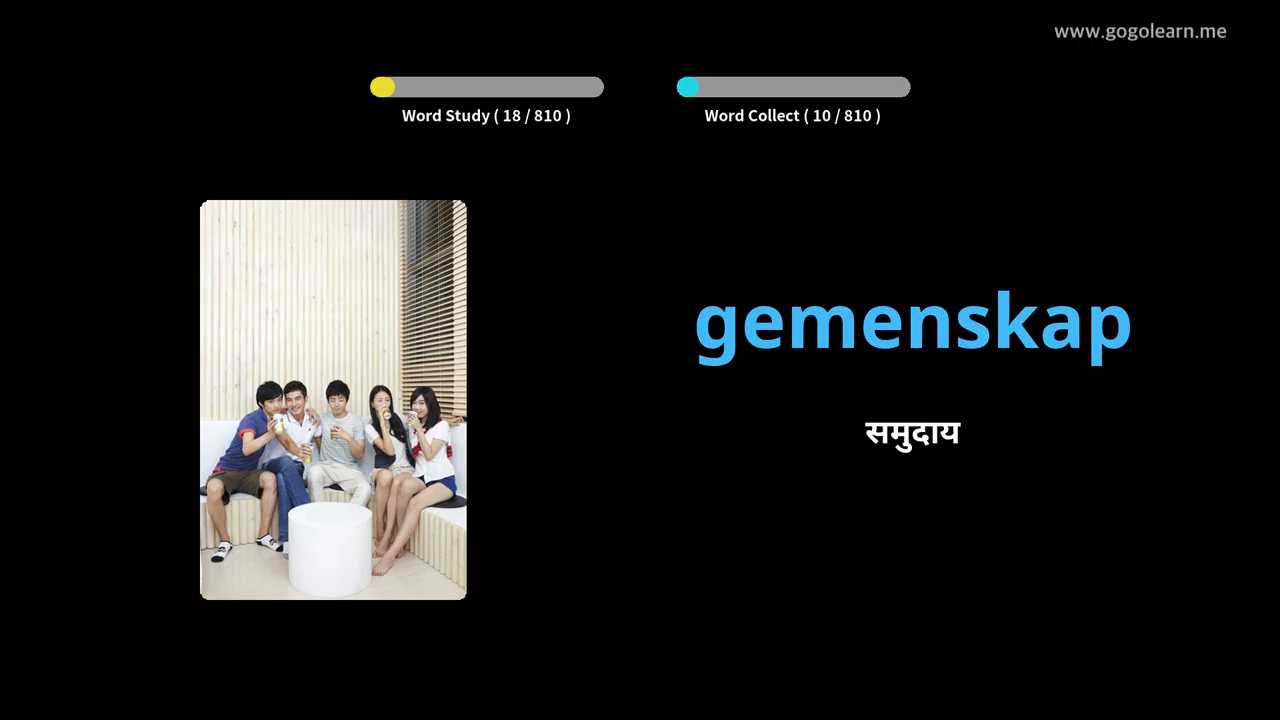 www.gogolearn.me
Word Study ( 18 / 810 )
Word Collect ( 10 / 810 )
gemenskap
समुदाय